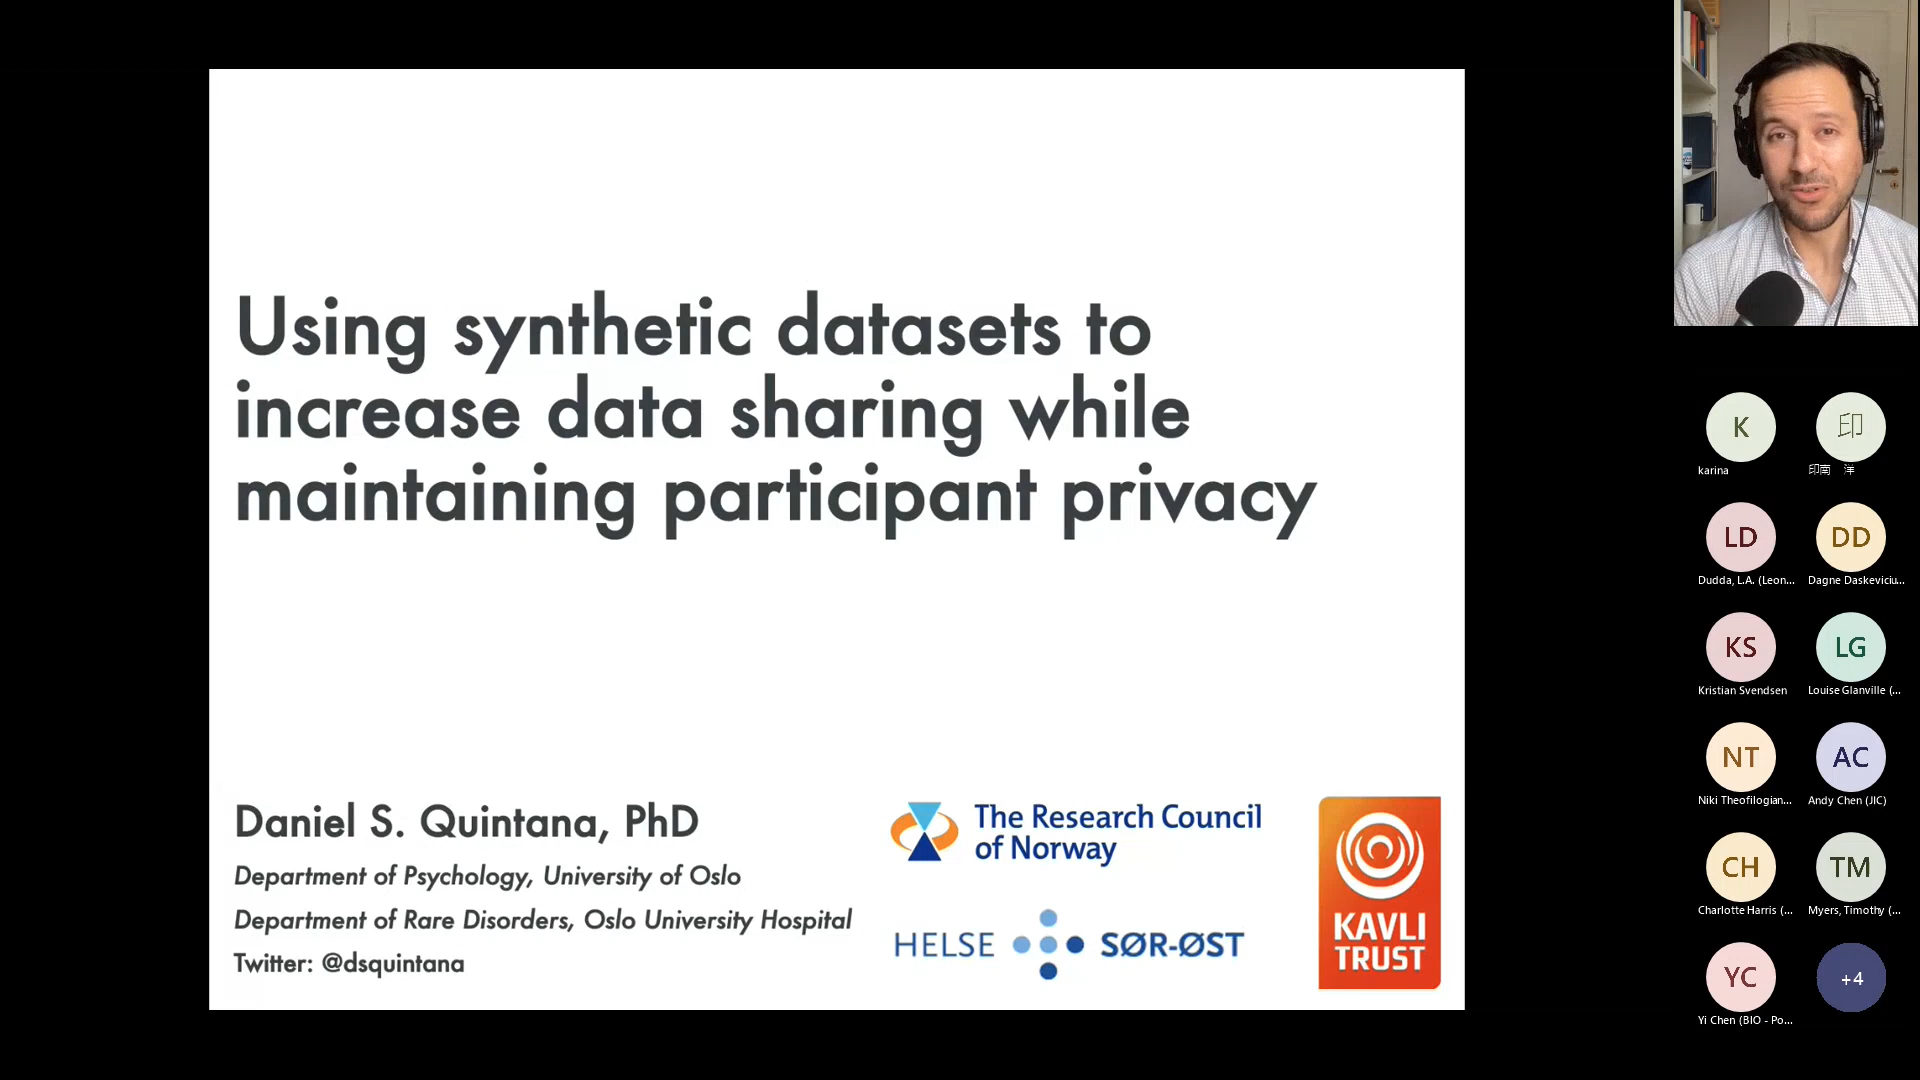 Using synthetic datasets to
increase data sharing while
maintaining participant privacy
Daniel S. Quintana, PhD
Department of Psychology, University of Oslo
Department of Rare Disorders, Oslo University Hospital
Twitter: @dsquintana
The Research Council
of Norway
HELSE SØR-ØST
KAVLI
TRUST
K
karina
印
印南 洋
LD
Dudda, L.A. (Leon...
DD
Dagne Daskeviciu...
KS
Kristian Svendsen
LG
Louise Glanville (...
NT
Niki Theofilogian...
AC
Andy Chen (JIC)
CH
Charlotte Harris (...
TM
Myers, Timothy (...
YC
Yi Chen (BIO - Po...
+4